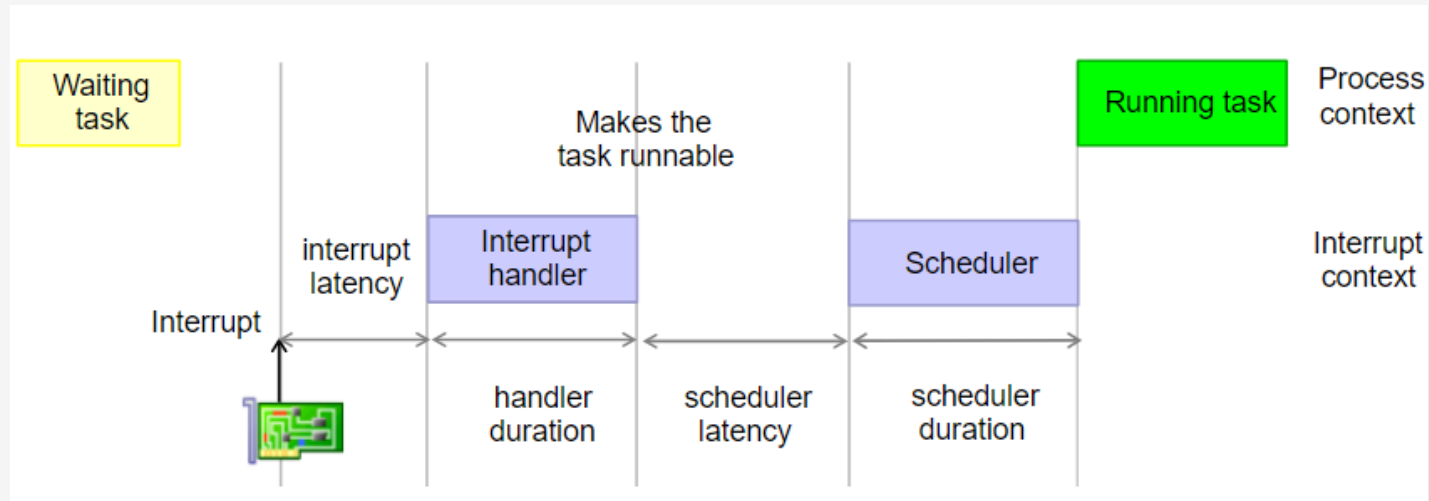 Waiting
task
Makes the
task runnable
Running task
Process
context
interrupt
latency
Interrupt
handler
Scheduler
Interrupt
context
Interrupt
handler
duration
scheduler
latency
scheduler
duration